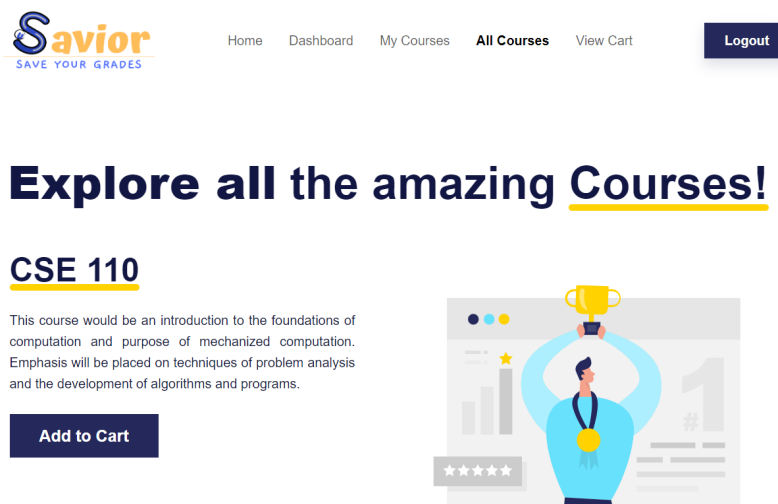 Savior
SAVE YOUR GRADES
Home Dashboard My Courses All Courses View Cart Logout
Explore all the amazing Courses!
CSE 110
This course would be an introduction to the foundations of
computation and purpose of mechanized computation.
Emphasis will be placed on techniques of problem analysis
and the development of algorithms and programs.
Add to Cart
#1